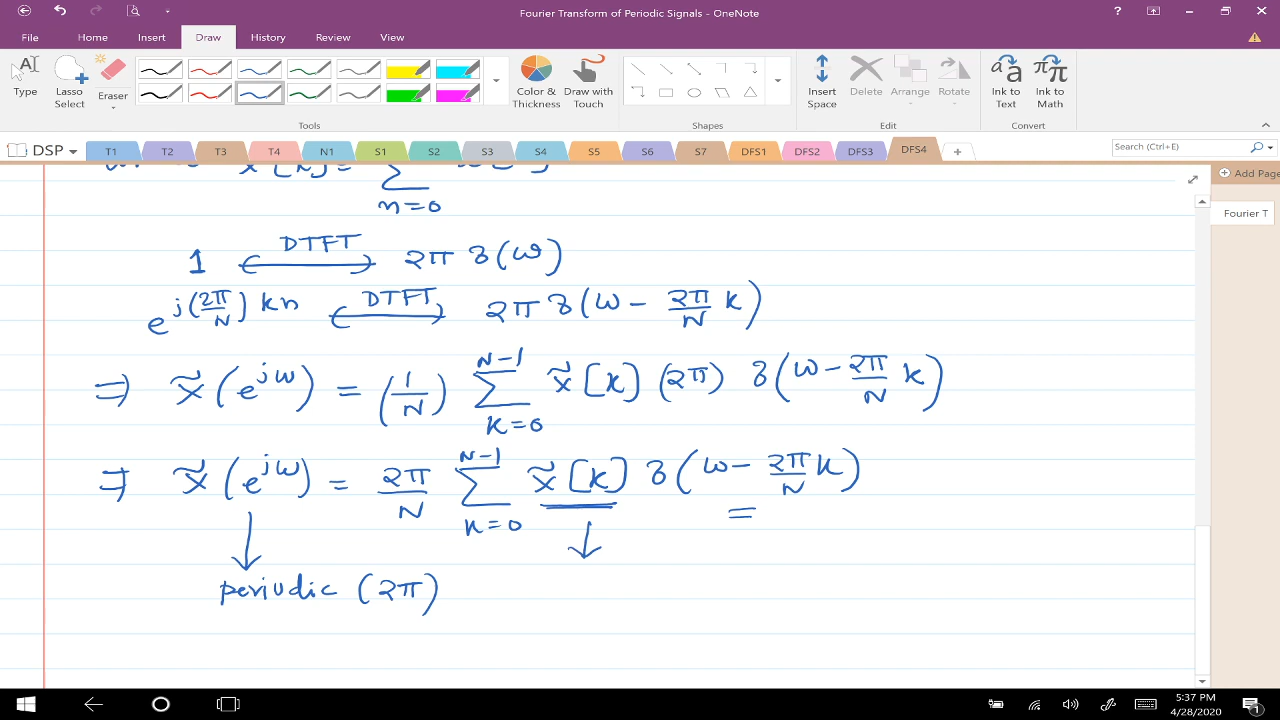 Fourier Transform of Periodic Signals - OneNote
File Home Insert Draw History Review View
Type Lasso Select Eraser Color & Thickness Draw with Touch Insert Space Delete Arrange Rotate Ink to Text Ink to Math
Tools Shapes Edit Convert
DSP T1 T2 T3 T4 N1 S1 S2 S3 S4 S5 S6 S7 DFS1 DFS2 DFS3 DFS4 + Search (Ctrl+E)
Add Page
Fourier T
n=0
1 ⟷ DTFT 2π δ(ω)
e^{j(2π/N)kn} ⟷ DTFT 2π δ(ω - 2π/N k)
⇒ x̃(e^{jω}) = (1/N) ∑_{k=0}^{N-1} x̃[k] (2π) δ(ω - 2π/N k)
⇒ x̃(e^{jω}) = 2π/N ∑_{k=0}^{N-1} x̃[k] δ(ω - 2π/N k)
periodic (2π)
5:37 PM
4/28/2020